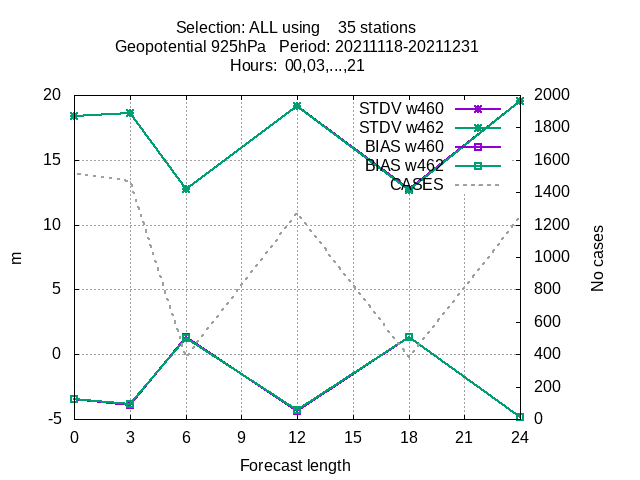 Selection: ALL using    35 stations
Geopotential 925hPa   Period: 20211118-20211231
Hours:  00,03,...,21
20
15
10
5
0
-5
m
STDV w460
STDV w462
BIAS w460
BIAS w462
CASES
2000
1800
1600
1400
1200
1000
800
600
400
200
0
No cases
0 3 6 9 12 15 18 21 24
Forecast length